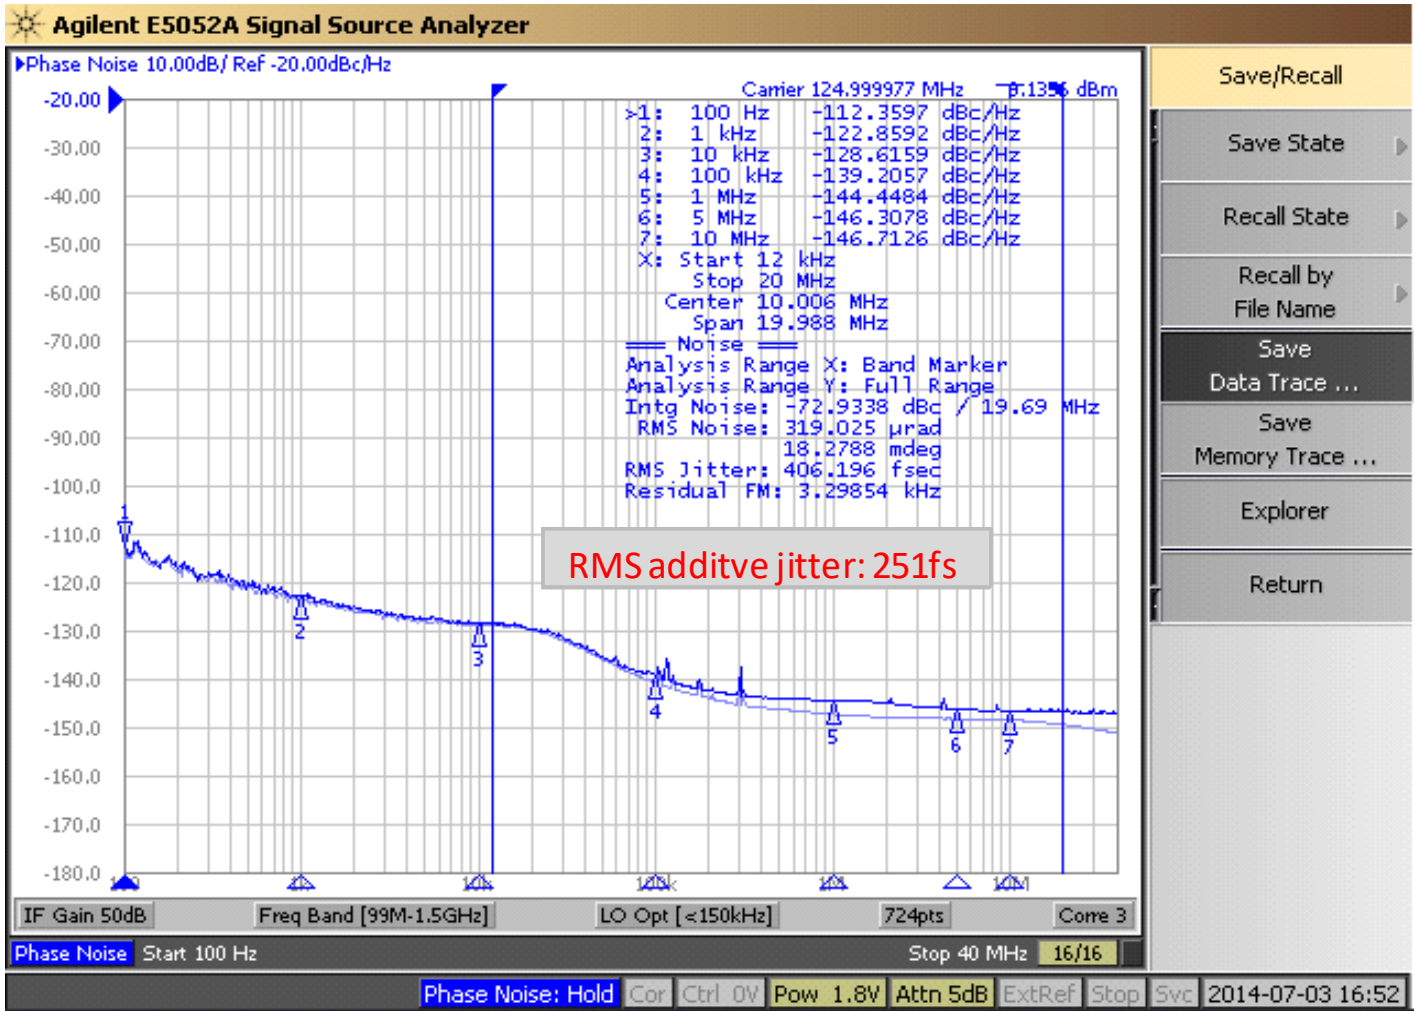 Agilent E5052A Signal Source Analyzer
Phase Noise 10.00dB/ Ref -20.00dBc/Hz
Carrier 124.999977 MHz dBm
-20.00
-30.00
-40.00
-50.00
-60.00
-70.00
-80.00
-90.00
-100.0
-110.0
-120.0
-130.0
-140.0
-150.0
-160.0
-170.0
-180.0
>1: 100 Hz -112.3597 dBc/Hz
2: 1 kHz -122.8592 dBc/Hz
3: 10 kHz -128.6159 dBc/Hz
4: 100 kHz -139.2057 dBc/Hz
5: 1 MHz -144.4484 dBc/Hz
6: 5 MHz -146.3078 dBc/Hz
7: 10 MHz -146.7126 dBc/Hz
X: Start 12 kHz
Stop 20 MHz
Center 10.006 MHz
Span 19.988 MHz
Noise
Analysis Range X: Band Marker
Analysis Range Y: Full Range
Intg Noise: -72.9338 dBc / 19.69 MHz
RMS Noise: 319.025 µrad
18.2788 mdeg
RMS Jitter: 406.196 fsec
Residual FM: 3.29854 kHz
RMS additve jitter: 251fs
1
2
3
4
5
6
7
IF Gain 50dB
Freq Band [99M-1.5GHz]
LO Opt [<150kHz]
724pts
Corre 3
Phase Noise Start 100 Hz
Stop 40 MHz
16/16
Phase Noise: Hold
Cor
Ctrl 0V
Pow 1.8V
Attn 5dB
ExtRef
Stop
Svc
2014-07-03 16:52
Save/Recall
Save State
Recall State
Recall by
File Name
Save
Data Trace ...
Save
Memory Trace ...
Explorer
Return